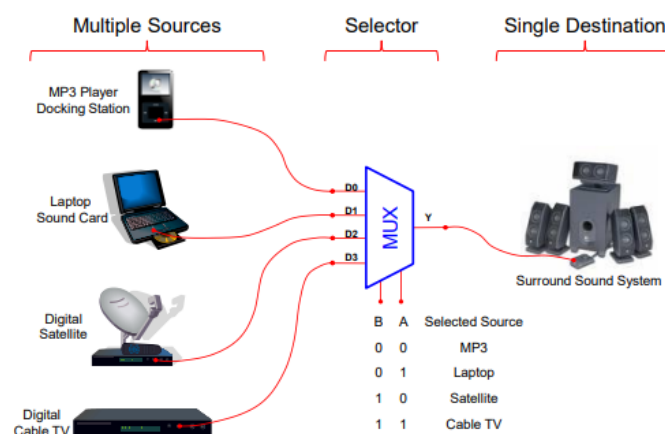 Multiple Sources
Selector
Single Destination
MP3 Player
Docking Station
Laptop
Sound Card
Digital
Satellite
Digital
Cable TV
D0
D1
D2
D3
MUX
Y
Surround Sound System
B A Selected Source
0 0 MP3
0 1 Laptop
1 0 Satellite
1 1 Cable TV